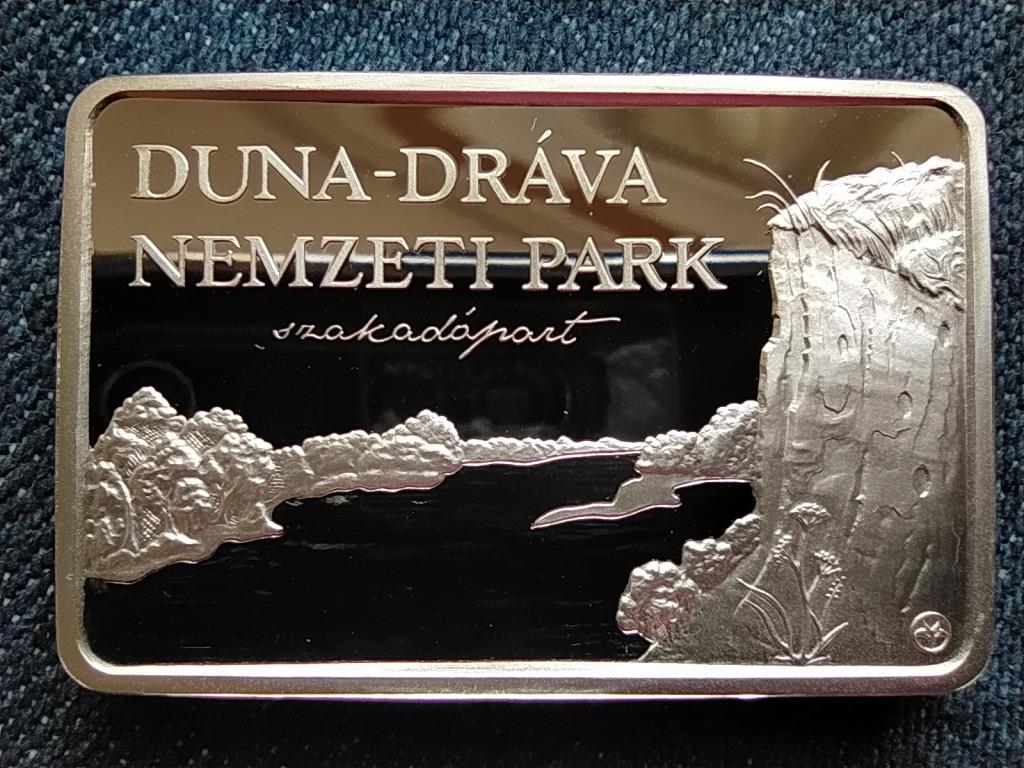 DUNA-DRÁVA
NEMZETI PARK
szakadópart